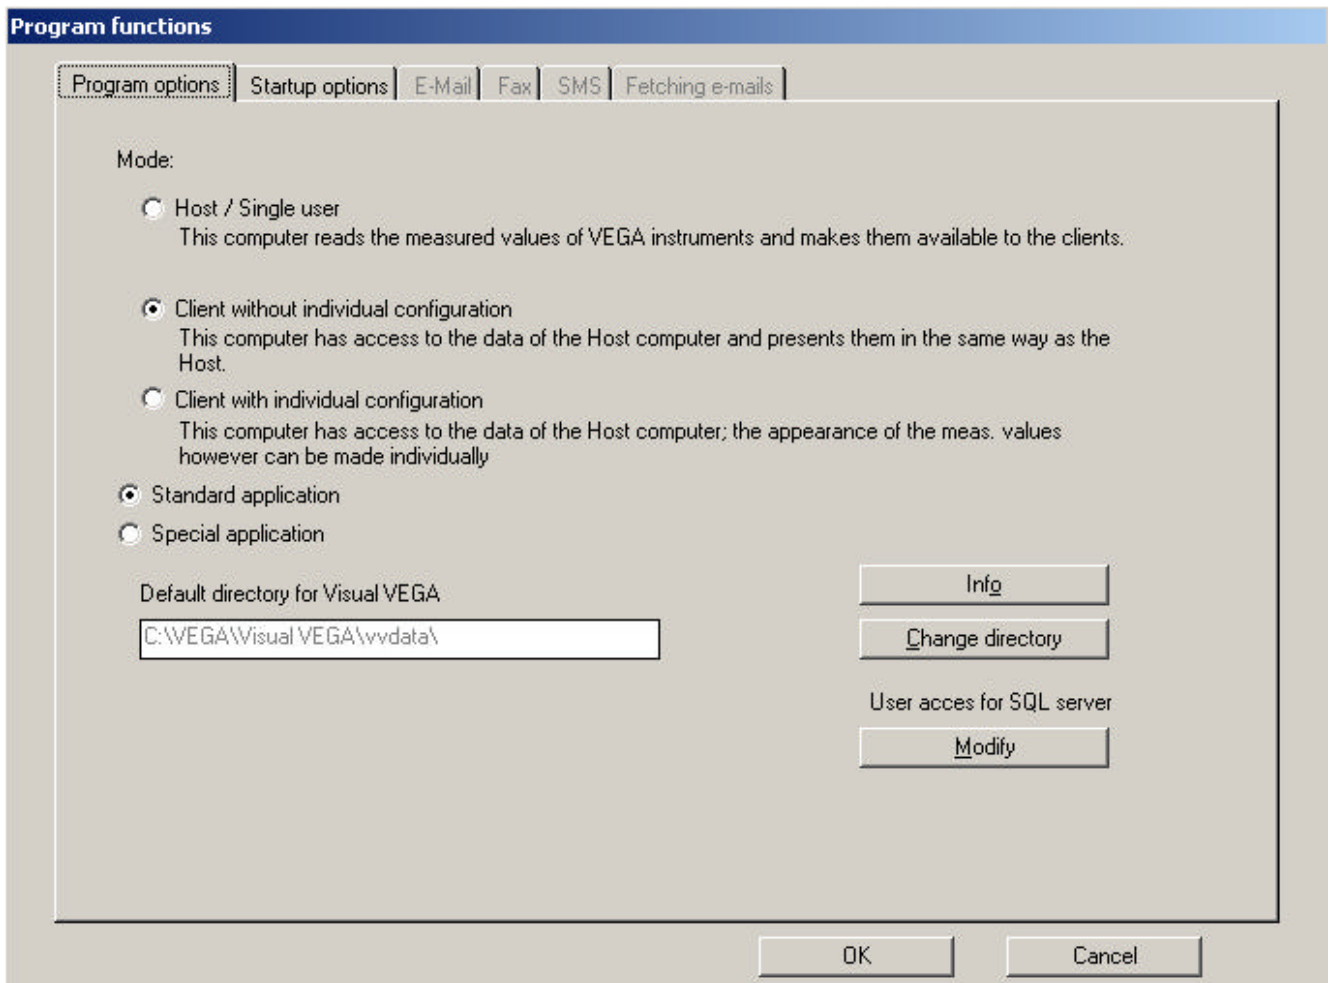 Program functions
Program options Startup options E-Mail Fax SMS Fetching e-mails
Mode:
Host / Single user
This computer reads the measured values of VEGA instruments and makes them available to the clients.
Client without individual configuration
This computer has access to the data of the Host computer and presents them in the same way as the
Host.
Client with individual configuration
This computer has access to the data of the Host computer; the appearance of the meas. values
however can be made individually
Standard application
Special application
Default directory for Visual VEGA
Info
C:\VEGA\Visual VEGA\vvdata\
Change directory
User acces for SQL server
Modify
OK Cancel